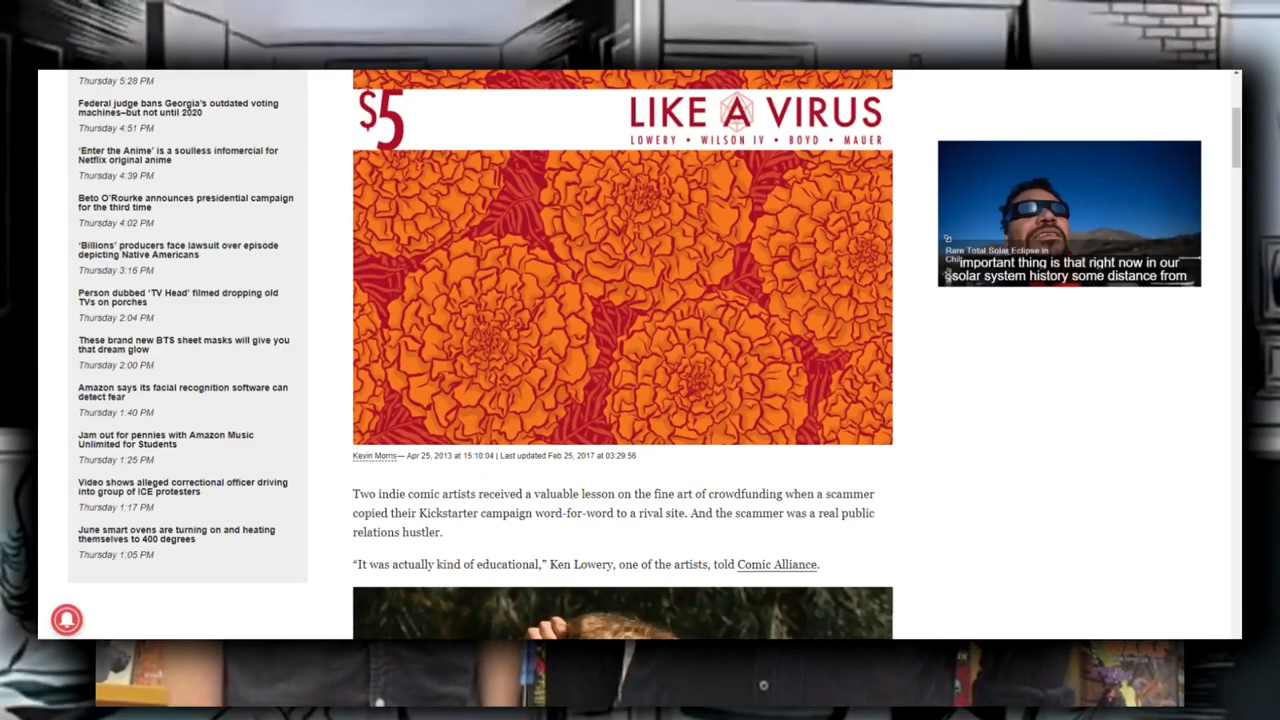 Thursday 5:28 PM
Federal judge bans Georgia's outdated voting
machines–but not until 2020
Thursday 4:51 PM
'Enter the Anime' is a soulless infomercial for
Netflix original anime
Thursday 4:39 PM
Beto O'Rourke announces presidential campaign
for the third time
Thursday 4:02 PM
'Billions' producers face lawsuit over episode
depicting Native Americans
Thursday 3:16 PM
Person dubbed 'TV Head' filmed dropping old
TVs on porches
Thursday 2:04 PM
These brand new BTS sheet masks will give you
that dream glow
Thursday 2:00 PM
Amazon says its facial recognition software can
detect fear
Thursday 1:40 PM
Jam out for pennies with Amazon Music
Unlimited for Students
Thursday 1:25 PM
Video shows alleged correctional officer driving
into group of ICE protesters
Thursday 1:17 PM
June smart ovens are turning on and heating
themselves to 400 degrees
Thursday 1:05 PM
$5
LIKE A VIRUS
LOWERY • WILSON IV • BOYD • MAUER
Kevin Morris— Apr 25, 2013 at 15:10:04 | Last updated Feb 25, 2017 at 03:29:56
Two indie comic artists received a valuable lesson on the fine art of crowdfunding when a scammer
copied their Kickstarter campaign word-for-word to a rival site. And the scammer was a real public
relations hustler.
“It was actually kind of educational,” Ken Lowery, one of the artists, told Comic Alliance.
Rare Total Solar Eclipse in
important thing is that right now in our
solar system history some distance from